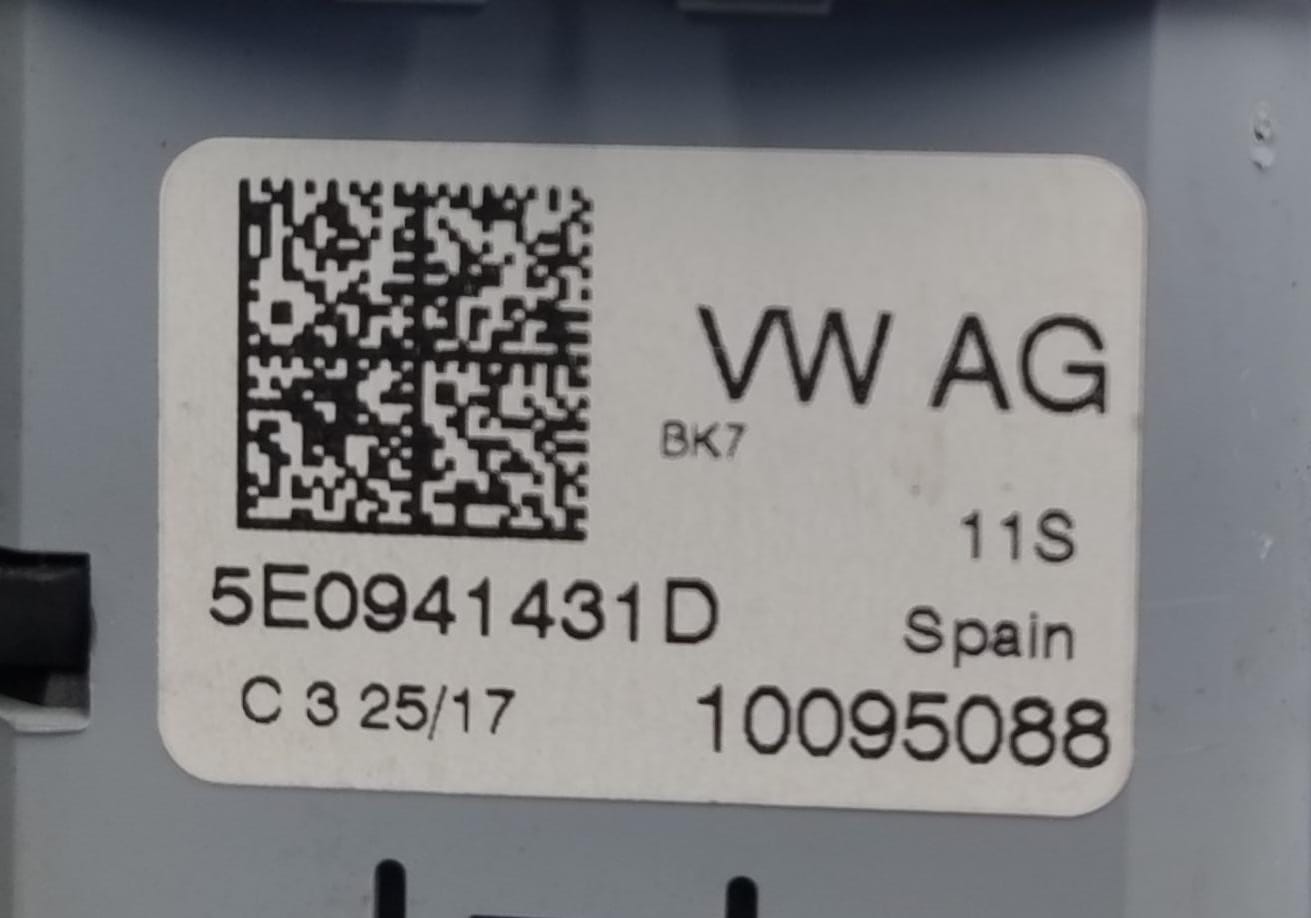 VW AG
BK7
11S
5E0941431D
Spain
C 3 25/17
10095088